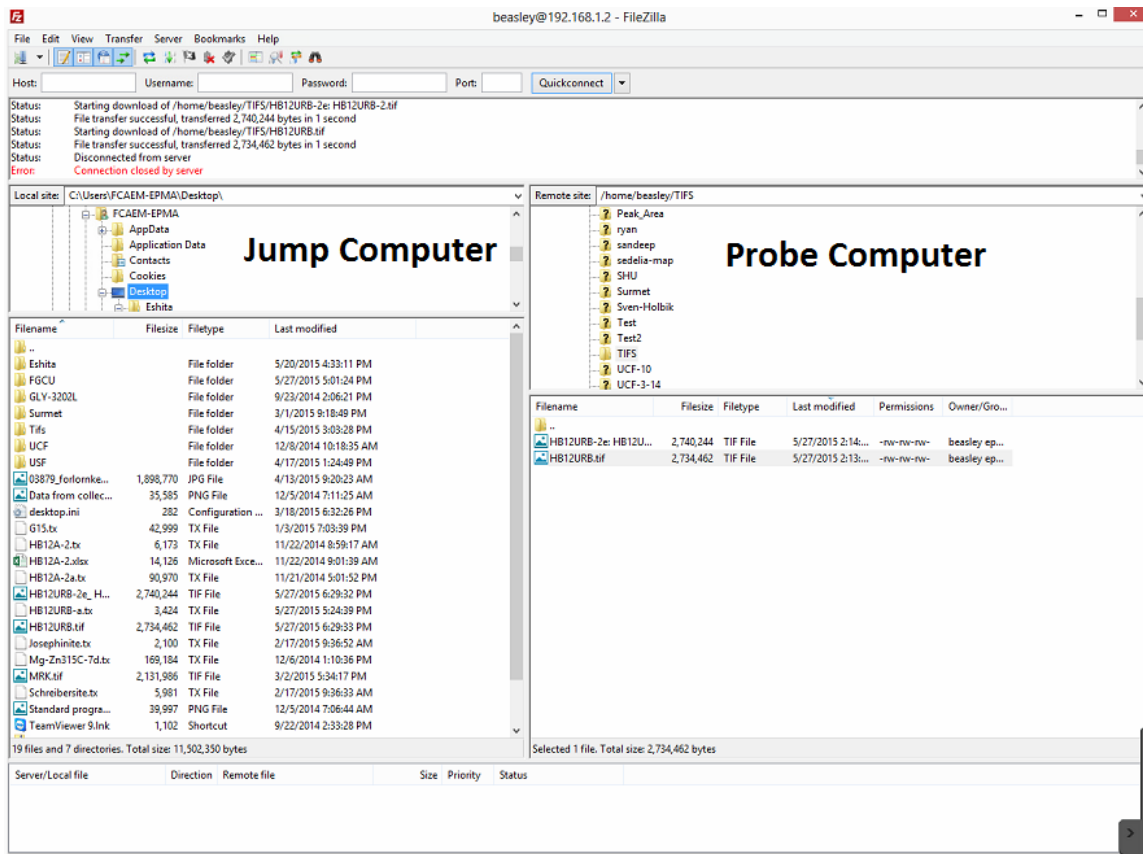 beasley@192.168.1.2 - FileZilla
File Edit View Transfer Server Bookmarks Help
Host: Username: Password: Port: Quickconnect
Status: Starting download of /home/beasley/TIFS/HB12URB-2e: HB12URB-2.tif
Status: File transfer successful, transferred 2,740,244 bytes in 1 second
Status: Starting download of /home/beasley/TIFS/HB12URB.tif
Status: File transfer successful, transferred 2,734,462 bytes in 1 second
Status: Disconnected from server
Error: Connection closed by server
Local site: C:\Users\FCAEM-EPMA\Desktop\
FCAEM-EPMA
AppData
Application Data
Contacts
Cookies
Desktop
Eshita
Jump Computer
Remote site: /home/beasley/TIFS
Peak_Area
ryan
sandeep
sedelia-map
SHU
Surmet
Sven-Holbik
Test
Test2
TIFS
UCF-10
UCF-3-14
Probe Computer
Filename Filesize Filetype Last modified
..
Eshita File folder 5/20/2015 4:33:11 PM
FGCU File folder 5/27/2015 5:01:24 PM
GLY-3202L File folder 9/23/2014 2:06:21 PM
Surmet File folder 3/1/2015 9:18:49 PM
Tifs File folder 4/15/2015 3:03:28 PM
UCF File folder 12/8/2014 10:18:35 AM
USF File folder 4/17/2015 1:24:49 PM
03879_forlornke... 1,898,770 JPG File 4/13/2015 9:20:23 AM
Data from collec... 35,585 PNG File 12/5/2014 7:11:25 AM
desktop.ini 282 Configuration ... 3/18/2015 6:32:26 PM
G15.tx 42,999 TX File 1/3/2015 7:03:39 PM
HB12A-2.tx 6,173 TX File 11/22/2014 8:59:17 AM
HB12A-2.xlsx 14,126 Microsoft Exce... 11/22/2014 9:01:39 AM
HB12A-2a.tx 90,970 TX File 11/21/2014 5:01:52 PM
HB12URB-2e_ H... 2,740,244 TIF File 5/27/2015 6:29:32 PM
HB12URB-a.tx 3,424 TX File 5/27/2015 5:24:39 PM
HB12URB.tif 2,734,462 TIF File 5/27/2015 6:29:33 PM
Josephinite.tx 2,100 TX File 2/17/2015 9:36:52 AM
Mg-Zn315C-7d.tx 169,184 TX File 12/6/2014 1:10:36 PM
MRK.tif 2,131,986 TIF File 3/2/2015 5:34:17 PM
Schreibersite.tx 5,981 TX File 2/17/2015 9:36:33 AM
Standard progra... 39,997 PNG File 12/5/2014 7:06:44 AM
TeamViewer 9.lnk 1,102 Shortcut 9/22/2014 2:33:28 PM
19 files and 7 directories. Total size: 11,502,350 bytes
Filename Filesize Filetype Last modified Permissions Owner/Gro...
..
HB12URB-2e: HB12U... 2,740,244 TIF File 5/27/2015 2:14:... -rw-rw-rw- beasley ep...
HB12URB.tif 2,734,462 TIF File 5/27/2015 2:13:... -rw-rw-rw- beasley ep...
Selected 1 file. Total size: 2,734,462 bytes
Server/Local file Direction Remote file Size Priority Status